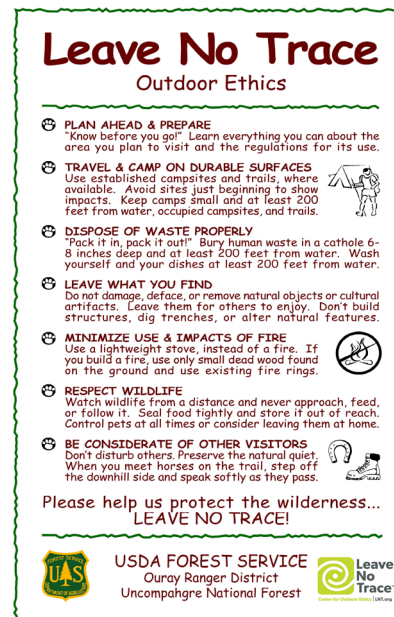 Leave No Trace
Outdoor Ethics
PLAN AHEAD & PREPARE
“Know before you go!” Learn everything you can about the
area you plan to visit and the regulations for its use.
TRAVEL & CAMP ON DURABLE SURFACES
Use established campsites and trails, where
available. Avoid sites just beginning to show
impacts. Keep camps small and at least 200
feet from water, occupied campsites, and trails.
DISPOSE OF WASTE PROPERLY
“Pack it in, pack it out!” Bury human waste in a cathole 6-
8 inches deep and at least 200 feet from water. Wash
yourself and your dishes at least 200 feet from water.
LEAVE WHAT YOU FIND
Do not damage, deface, or remove natural objects or cultural
artifacts. Leave them for others to enjoy. Don’t build
structures, dig trenches, or alter natural features.
MINIMIZE USE & IMPACTS OF FIRE
Use a lightweight stove, instead of a fire. If
you build a fire, use only small dead wood found
on the ground and use existing fire rings.
RESPECT WILDLIFE
Watch wildlife from a distance and never approach, feed,
or follow it. Seal food tightly and store it out of reach.
Control pets at all times or consider leaving them at home.
BE CONSIDERATE OF OTHER VISITORS
Don’t disturb others. Preserve the natural quiet.
When you meet horses on the trail, step off
the downhill side and speak softly as they pass.
Please help us protect the wilderness...
LEAVE NO TRACE!
FOREST SERVICE
UAS
DEPARTMENT OF AGRICULTURE
USDA FOREST SERVICE
Ouray Ranger District
Uncompahgre National Forest
Leave
No
Trace
Center for Outdoor Ethics | LNT.org